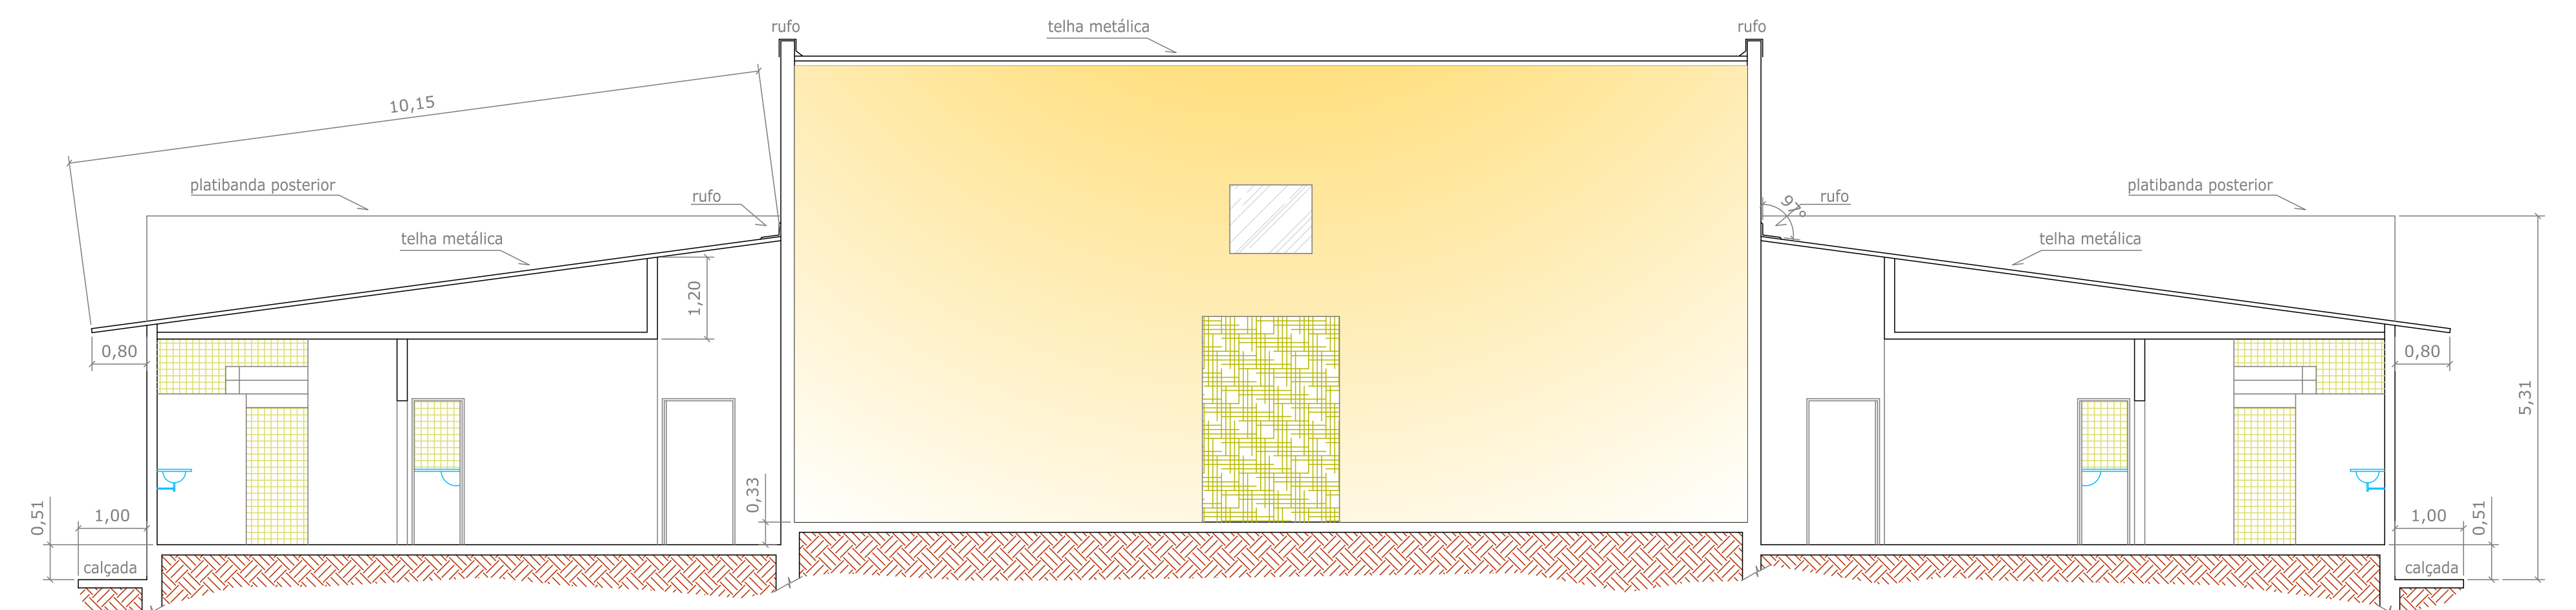 rufo
telha metálica
rufo
10,15
platibanda posterior
rufo
telha metálica
1,20
0,80
0,51
1,00
calçada
0,33
97°
rufo
platibanda posterior
telha metálica
0,80
5,31
1,00
0,51
calçada